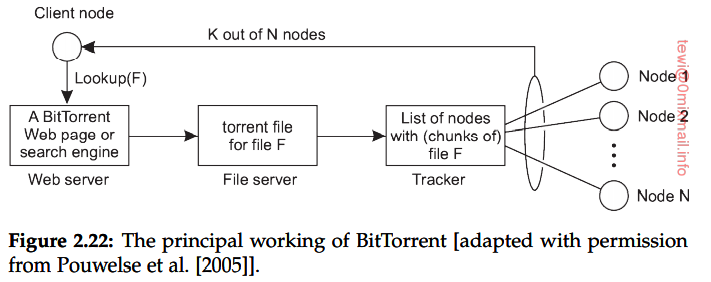 Client node
K out of N nodes
Lookup(F)
A BitTorrent
Web page or
search engine
Web server
torrent file
for file F
File server
List of nodes
with (chunks of)
file F
Tracker
Node 1
Node 2
Node N
Figure 2.22: The principal working of BitTorrent [adapted with permission
from Pouwelse et al. [2005]].